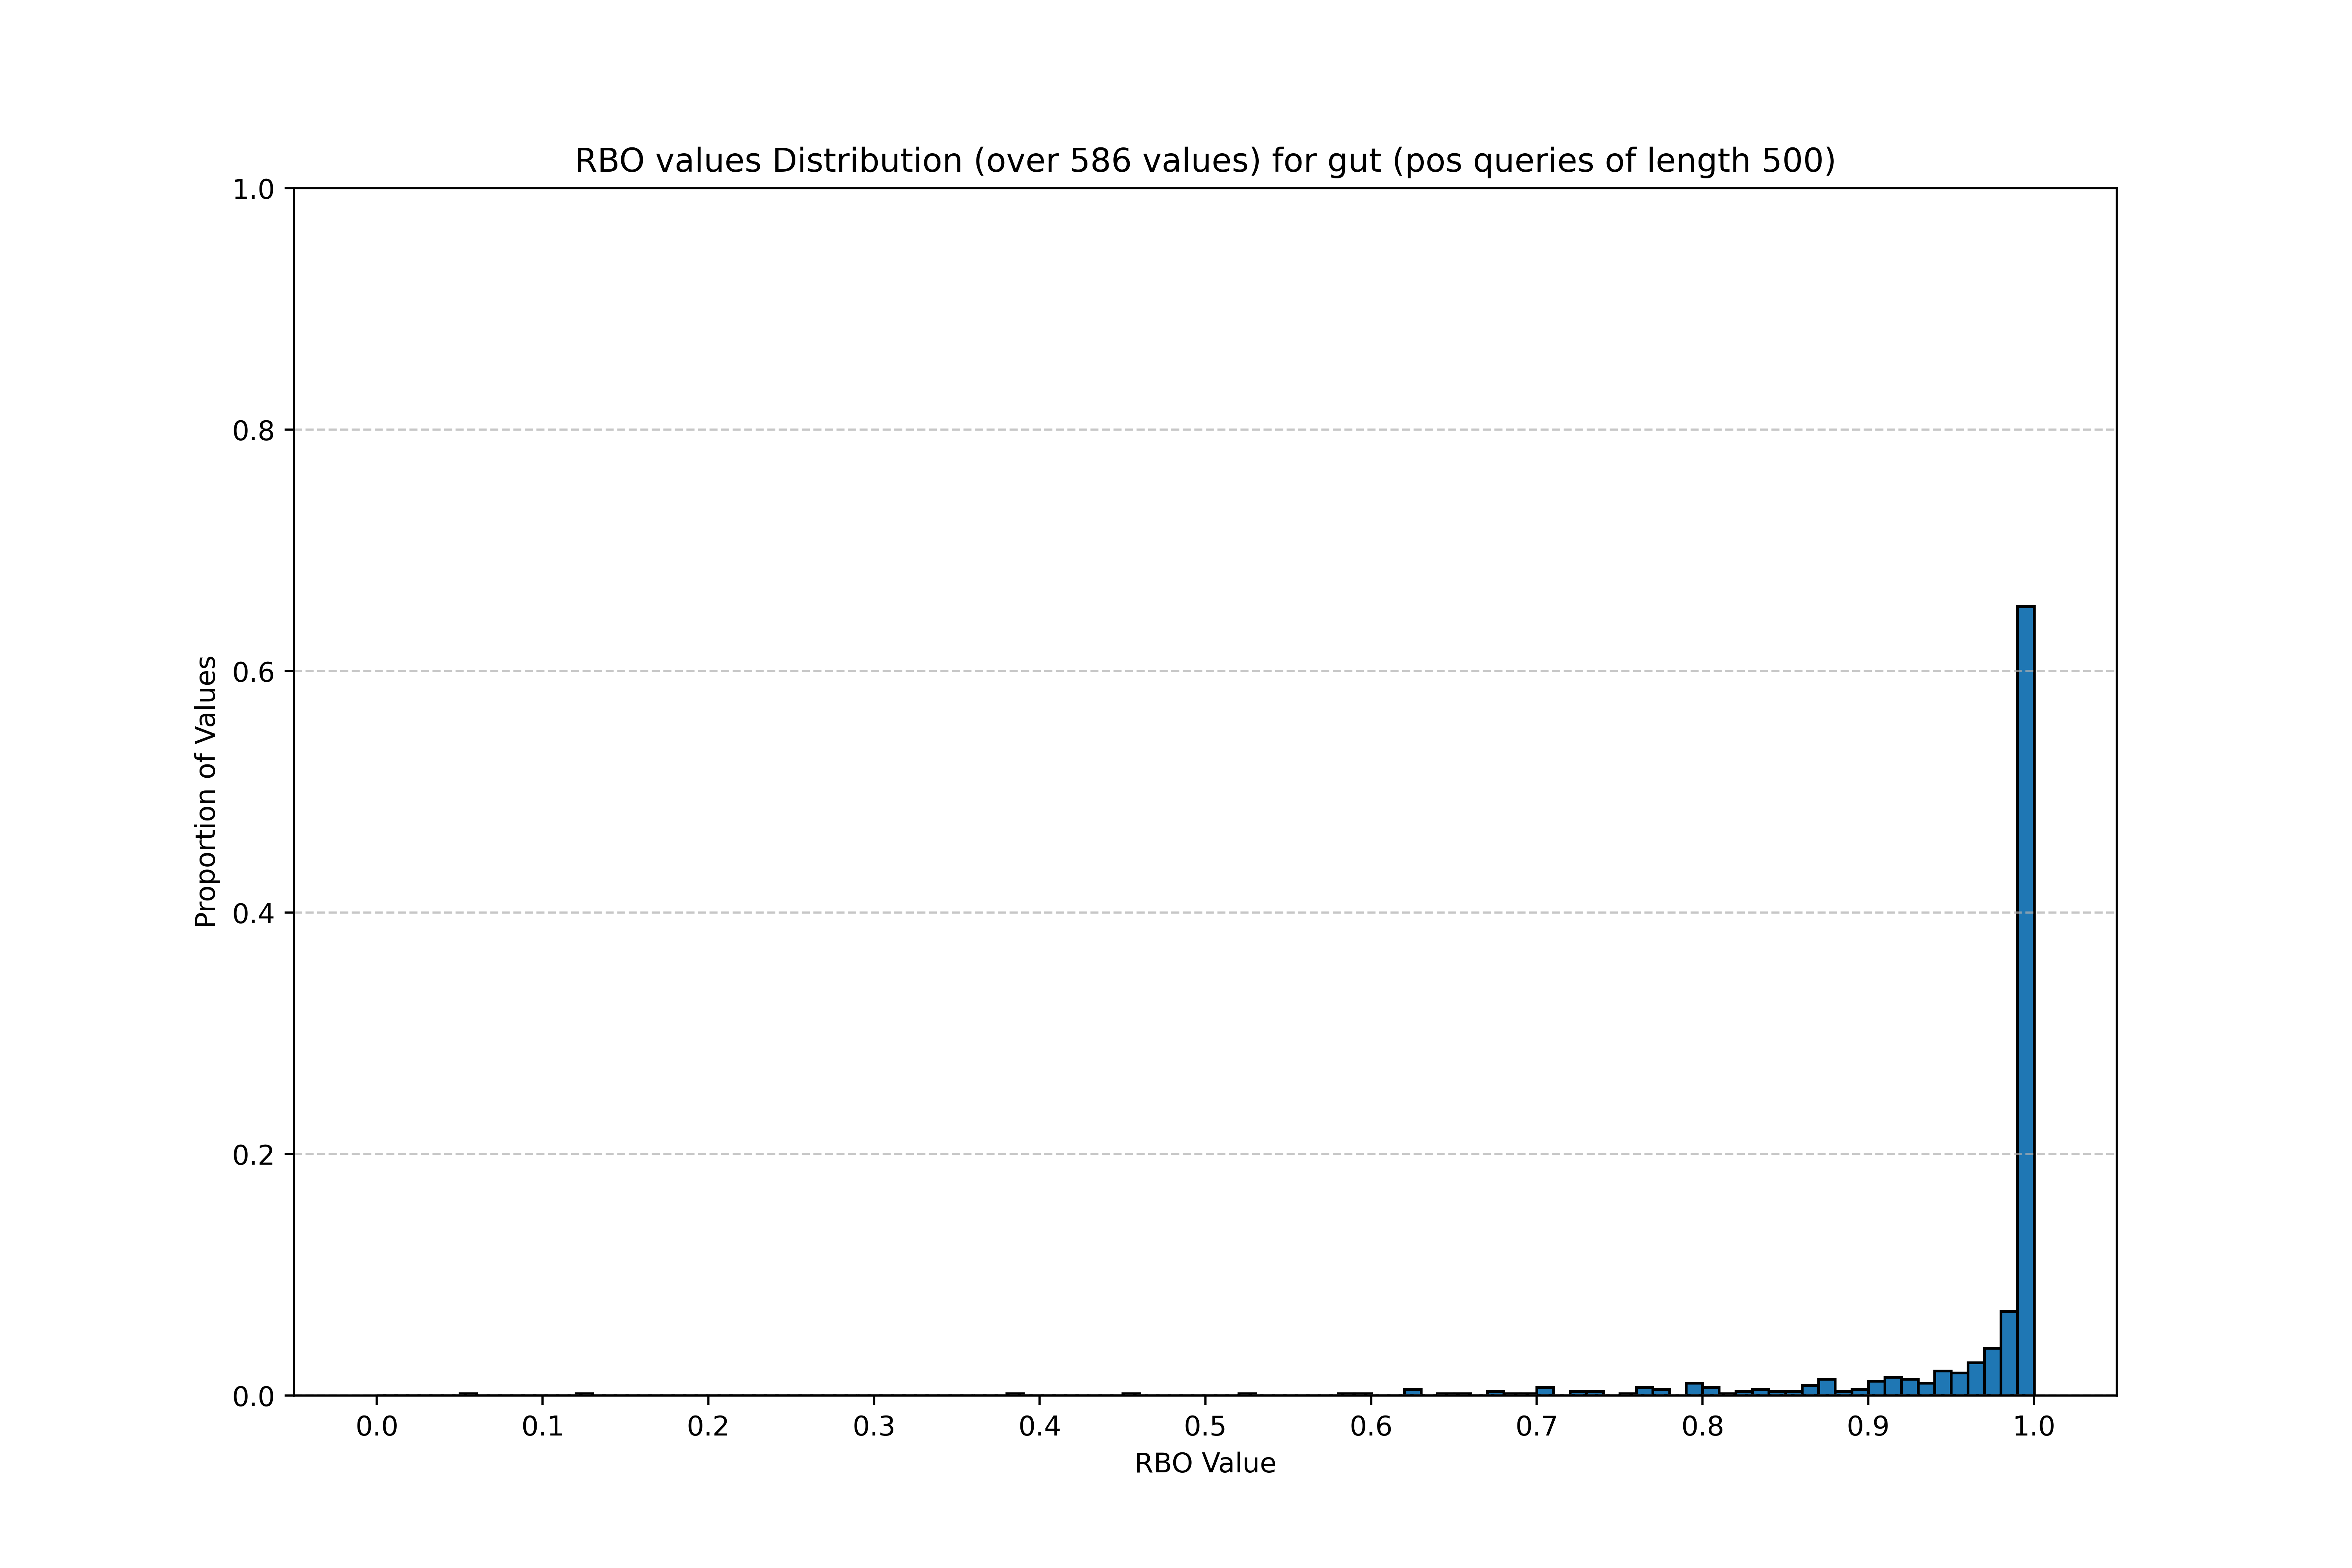 RBO values Distribution (over 586 values) for gut (pos queries of length 500)
1.0
0.8
0.6
0.4
0.2
0.0
Proportion of Values
0.0 0.1 0.2 0.3 0.4 0.5 0.6 0.7 0.8 0.9 1.0
RBO Value